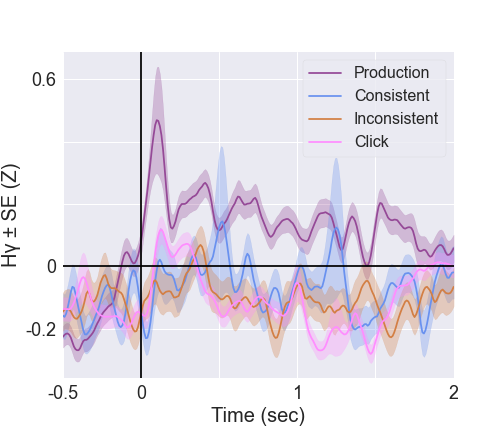 Production
Consistent
Inconsistent
Click
Hγ ± SE (Z)
0.6
0
-0.2
-0.5 0 1 2
Time (sec)